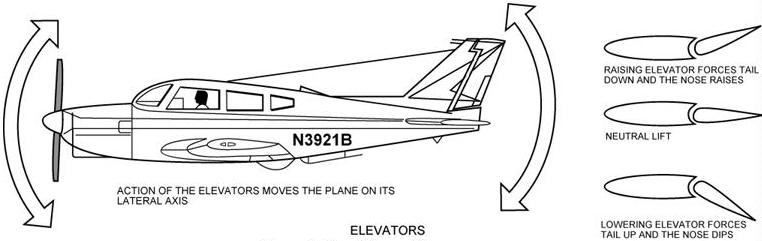 RAISING ELEVATOR FORCES TAIL
DOWN AND THE NOSE RAISES
N3921B
NEUTRAL LIFT
ACTION OF THE ELEVATORS MOVES THE PLANE ON ITS
LATERAL AXIS
LOWERING ELEVATOR FORCES
TAIL UP AND THE NOSE DIPS
ELEVATORS